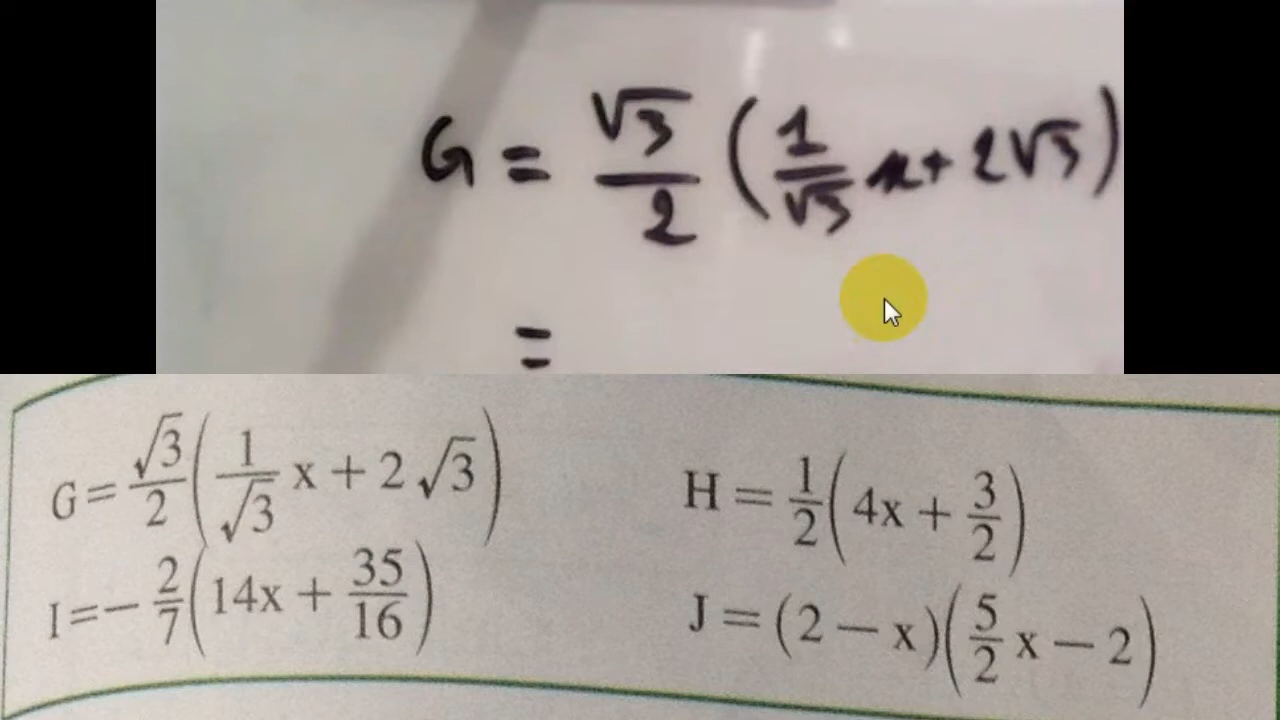 G = √3/2 (1/√3 x + 2√3)
=
G = √3/2 (1/√3 x + 2√3)
H = 1/2 (4x + 3/2)
I = − 2/7 (14x + 35/16)
J = (2 − x)(5/2 x − 2)